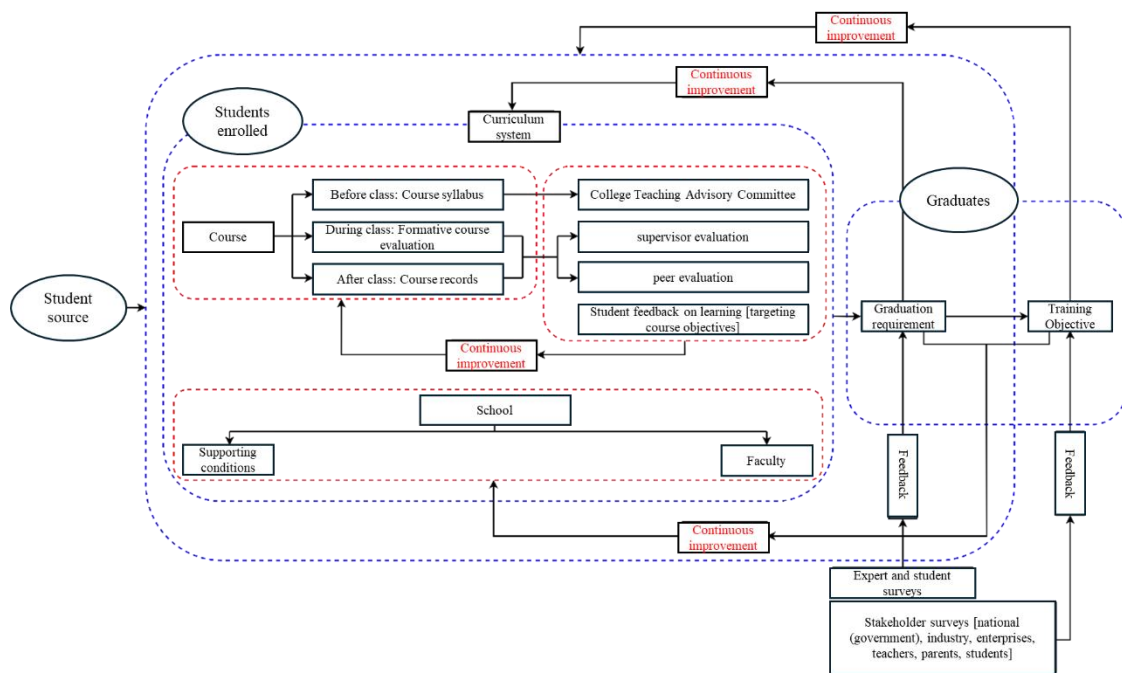 Continuous
improvement
Continuous
improvement
Students
enrolled
Curriculum
system
Before class: Course syllabus
College Teaching Advisory Committee
Graduates
Course
During class: Formative course
evaluation
supervisor evaluation
After class: Course records
peer evaluation
Student
source
Student feedback on learning [targeting
course objectives]
Graduation
requirement
Training
Objective
Continuous
improvement
School
Supporting
conditions
Faculty
Feedback
Feedback
Continuous
improvement
Expert and student
surveys
Stakeholder surveys [national
(government), industry, enterprises,
teachers, parents, students]